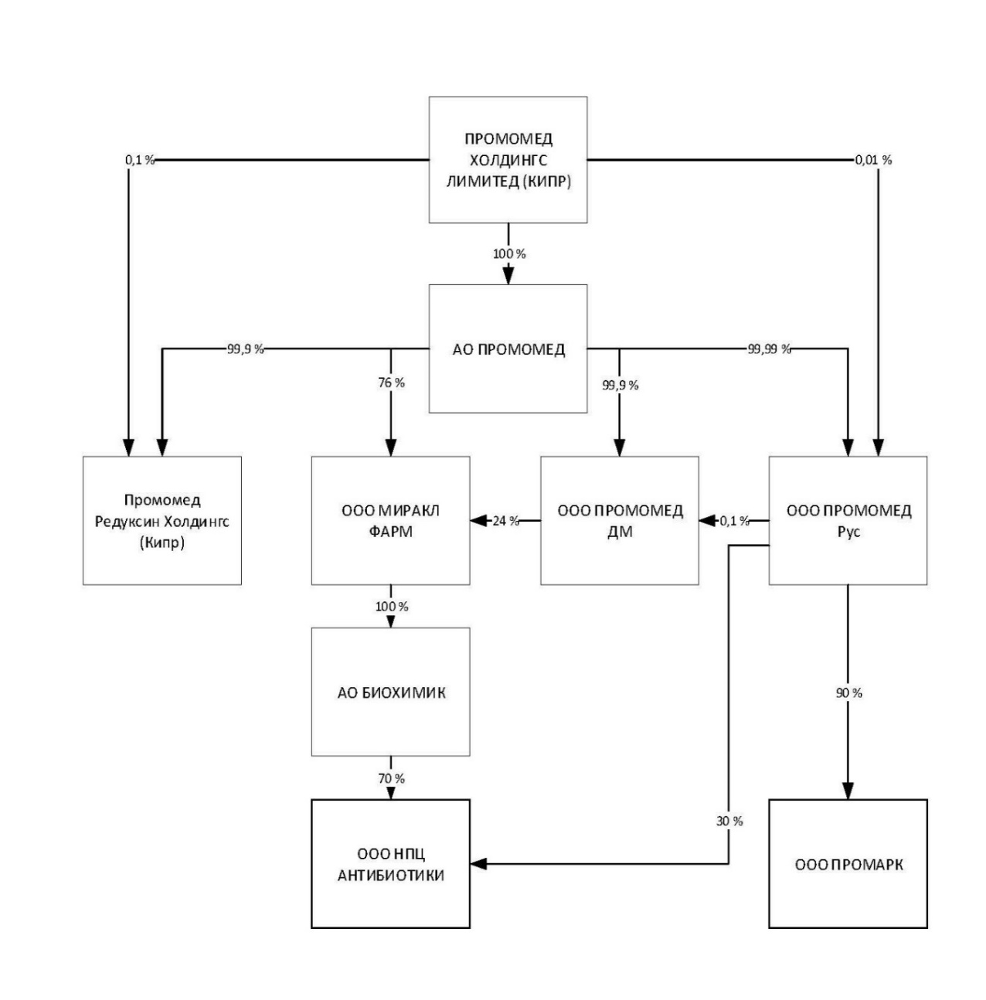 ПРОМОМЕД
ХОЛДИНГС
ЛИМИТЕД (КИПР)
0,1 %
0,01 %
100 %
АО ПРОМОМЕД
99,9 %
99,99 %
76 %
99,9 %
Промомед
Редуксин Холдингс
(Кипр)
ООО МИРАКЛ
ФАРМ
24 %
ООО ПРОМОМЕД
ДМ
0,1 %
ООО ПРОМОМЕД
Рус
100 %
АО БИОХИМИК
90 %
70 %
30 %
ООО НПЦ
АНТИБИОТИКИ
ООО ПРОМАРК